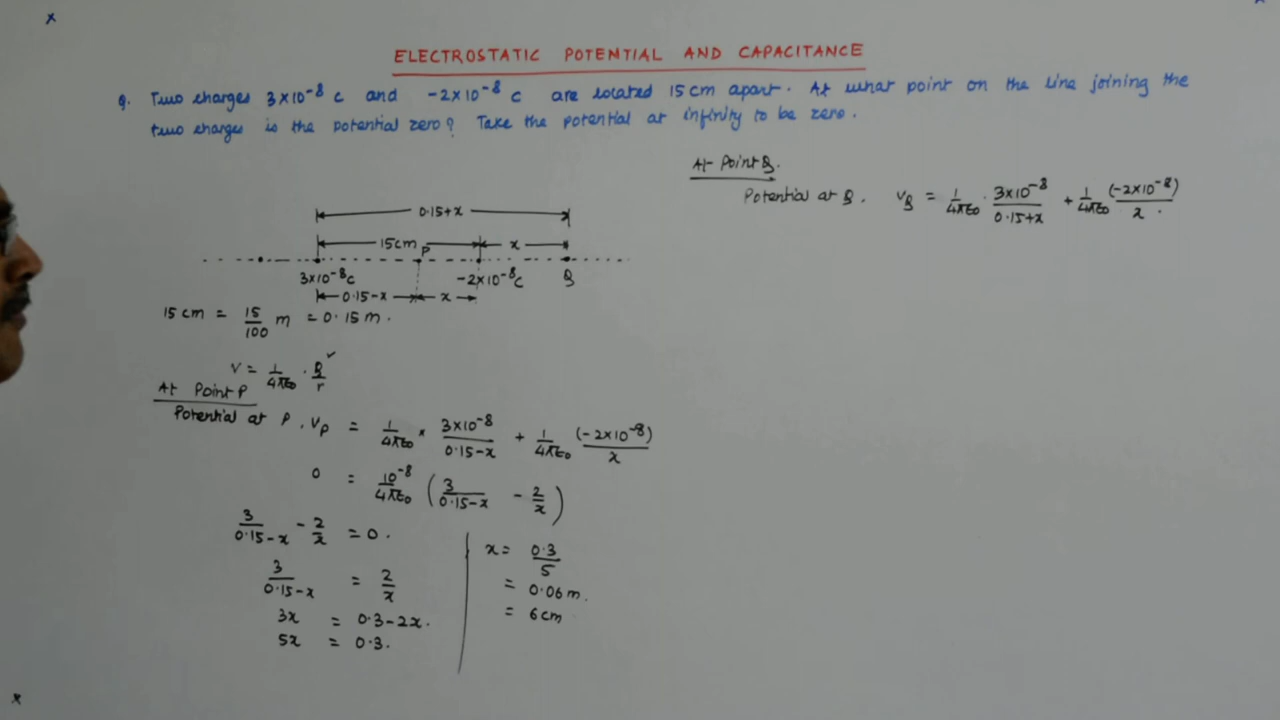 ELECTROSTATIC POTENTIAL AND CAPACITANCE
Q. Two charges 3×10⁻⁸ C and -2×10⁻⁸ C are located 15 cm apart. At what point on the line joining the
two charges is the potential zero? Take the potential at infinity to be zero.
At Point Q.
Potential at Q. V_Q = 1/4πε₀ · 3×10⁻⁸/0.15+x + 1/4πε₀ (-2×10⁻⁸)/x.
0.15+x
15cm P x
3×10⁻⁸C -2×10⁻⁸C Q
0.15-x x
15 cm = 15/100 m = 0.15 m.
V = 1/4πε₀ · Q/r
At Point P
Potential at P, V_P = 1/4πε₀ × 3×10⁻⁸/0.15-x + 1/4πε₀ (-2×10⁻⁸)/x
0 = 10⁻⁸/4πε₀ (3/0.15-x - 2/x)
3/0.15-x - 2/x = 0.
3/0.15-x = 2/x
3x = 0.3-2x.
5x = 0.3.
x = 0.3/5
= 0.06 m.
= 6 cm